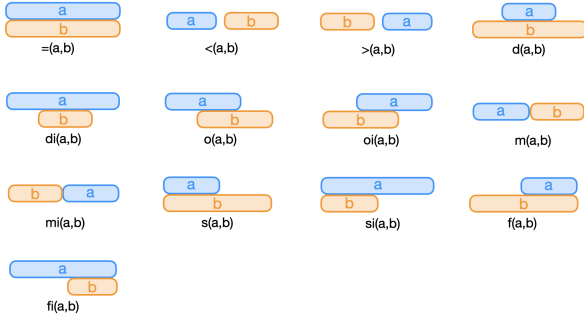 a a b b a a
b b
=(a,b) <(a,b) >(a,b) d(a,b)
a a a
b b b a b
di(a,b) o(a,b) oi(a,b) m(a,b)
b a a a a
b b b
mi(a,b) s(a,b) si(a,b) f(a,b)
a
b
fi(a,b)